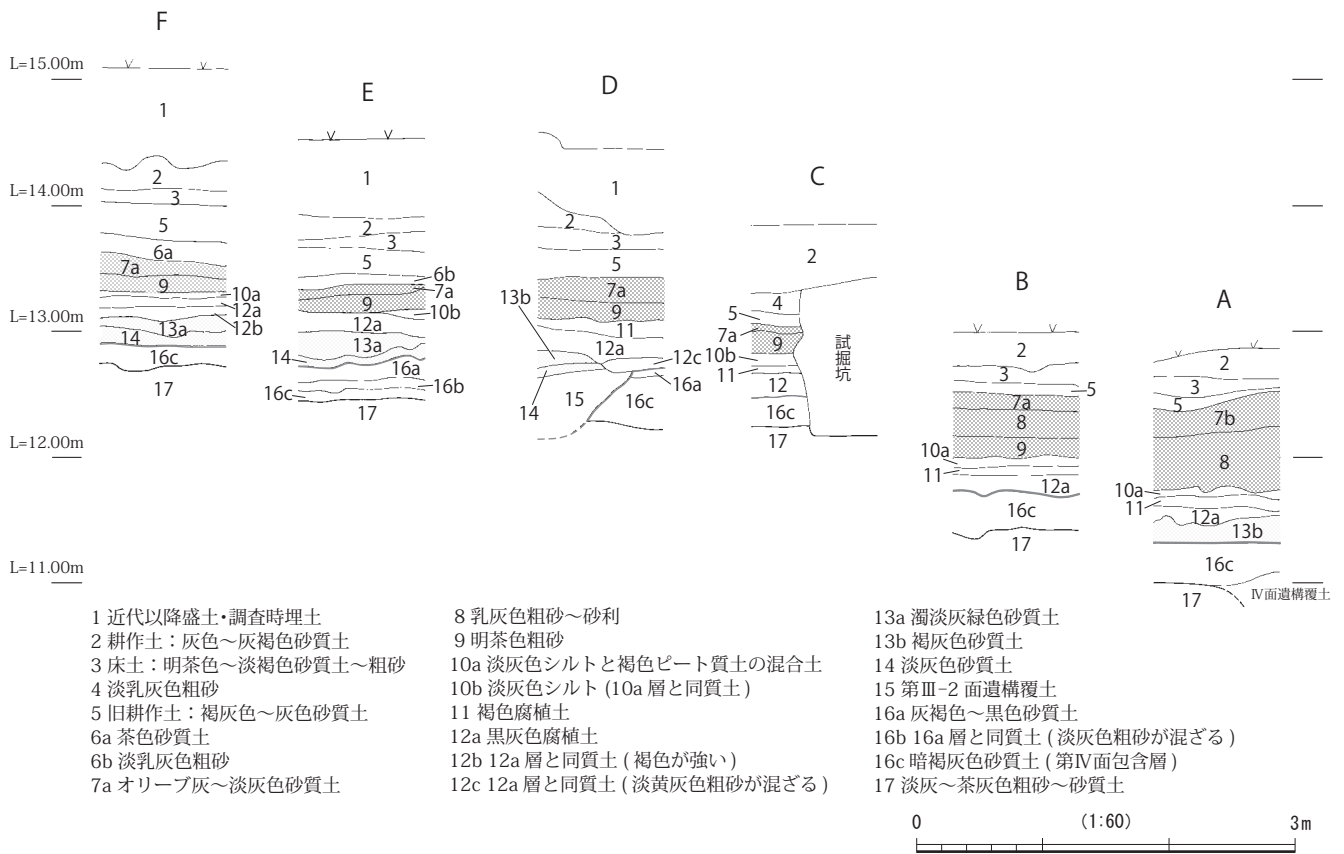 F
L=15.00m
1
2
3
5
6a
7a
9
10a
12a
12b
13a
14
16c
17
L=14.00m
L=13.00m
L=12.00m
L=11.00m
E
1
2
3
5
6b
7a
9
10b
12a
13a
14
16a
16b
16c
17
D
1
2
3
5
7a
9
13b
11
12a
12c
16a
14
15
16c
C
2
4
5
7a
9
10b
11
12
16c
17
試掘坑
B
2
3
5
7a
8
9
10a
11
12a
16c
17
A
2
3
5
7b
8
10a
11
12a
13b
16c
17
Ⅳ面遺構覆土
1 近代以降盛土・調査時埋土
2 耕作土:灰色～灰褐色砂質土
3 床土:明茶色～淡褐色砂質土～粗砂
4 淡乳灰色粗砂
5 旧耕作土:褐灰色～灰色砂質土
6a 茶色砂質土
6b 淡乳灰色粗砂
7a オリーブ灰～淡灰色砂質土
8 乳灰色粗砂～砂利
9 明茶色粗砂
10a 淡灰色シルトと褐色ピート質土の混合土
10b 淡灰色シルト (10a 層と同質土)
11 褐色腐植土
12a 黒灰色腐植土
12b 12a 層と同質土 ( 褐色が強い )
12c 12a 層と同質土 ( 淡黄灰色粗砂が混ざる )
13a 濁淡灰緑色砂質土
13b 褐灰色砂質土
14 淡灰色砂質土
15 第Ⅲ-2 面遺構覆土
16a 灰褐色～黒色砂質土
16b 16a 層と同質土 ( 淡灰色粗砂が混ざる )
16c 暗褐灰色砂質土 ( 第Ⅳ面包含層 )
17 淡灰～茶灰色粗砂～砂質土
0 (1:60) 3m